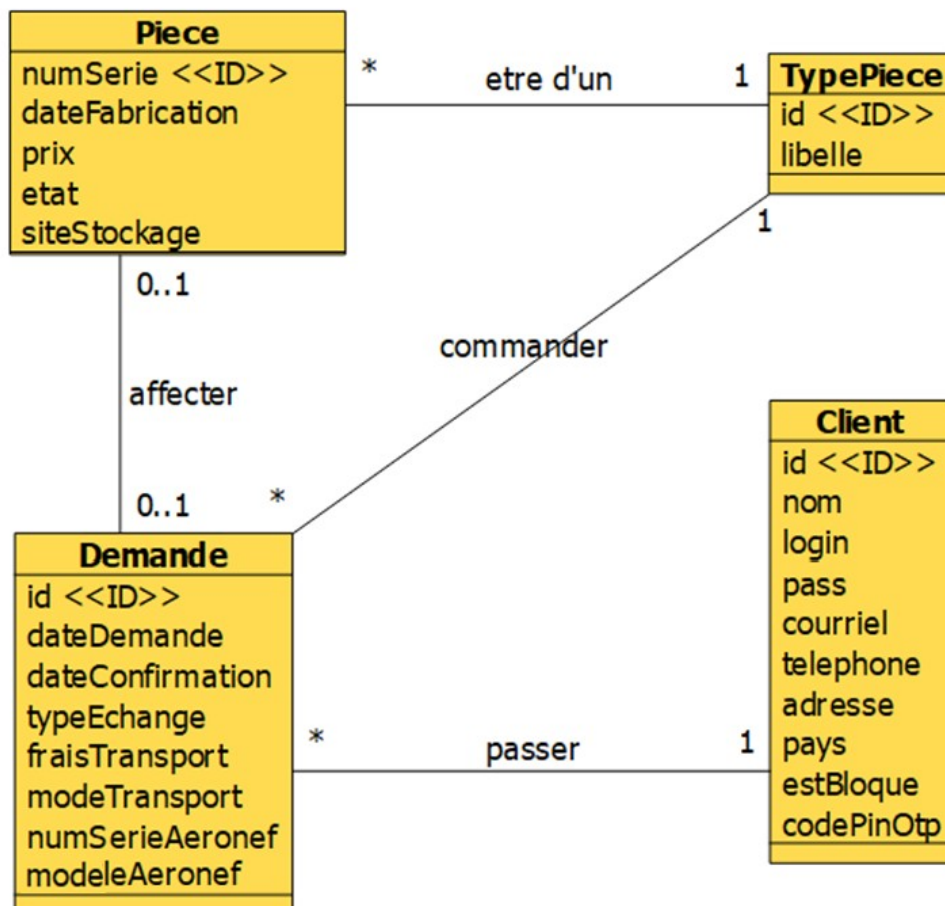 Piece
numSerie <<ID>>
dateFabrication
prix
etat
siteStockage
* etre d'un 1
TypePiece
id <<ID>>
libelle
1
0..1
commander
affecter
0..1
*
Demande
id <<ID>>
dateDemande
dateConfirmation
typeEchange
fraisTransport
modeTransport
numSerieAeronef
modeleAeronef
* passer 1
Client
id <<ID>>
nom
login
pass
courriel
telephone
adresse
pays
estBloque
codePinOtp